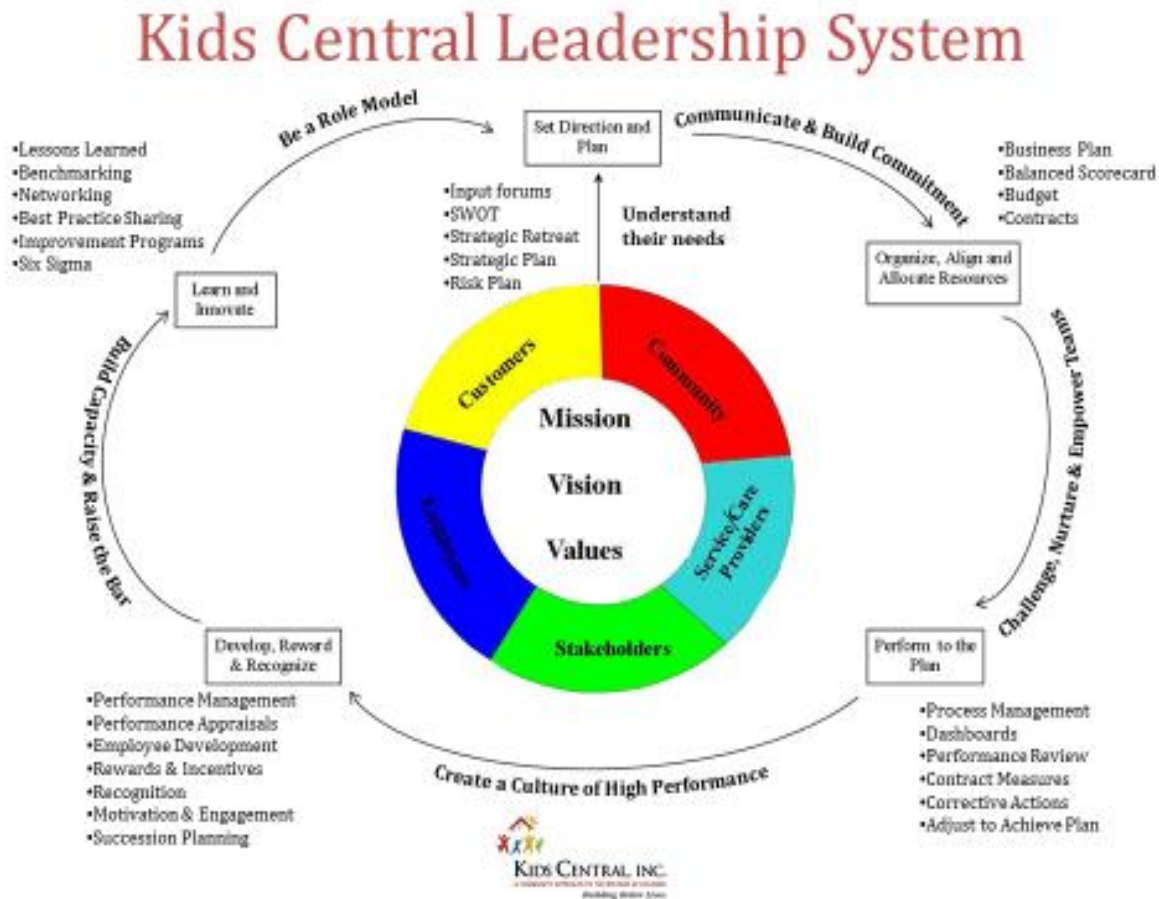 Kids Central Leadership System
Be a Role Model
Set Direction and
Plan
Communicate & Build Commitment
•Lessons Learned
•Benchmarking
•Networking
•Best Practice Sharing
•Improvement Programs
•Six Sigma
•Input forums
•SWOT
•Strategic Retreat
•Strategic Plan
•Risk Plan
Understand
their needs
•Business Plan
•Balanced Scorecard
•Budget
•Contracts
Organize, Align and
Allocate Resources
Learn and
Innovate
Build Capacity & Raise the Bar
Customers
Community
Mission
Vision
Values
Employees
Service/Care
Providers
Stakeholders
Challenge, Nurture & Empower Teams
Develop, Reward
& Recognize
Perform to the
Plan
•Performance Management
•Performance Appraisals
•Employee Development
•Rewards & Incentives
•Recognition
•Motivation & Engagement
•Succession Planning
•Process Management
•Dashboards
•Performance Review
•Contract Measures
•Corrective Actions
•Adjust to Achieve Plan
Create a Culture of High Performance
KIDS CENTRAL, INC.
Building Better Lives